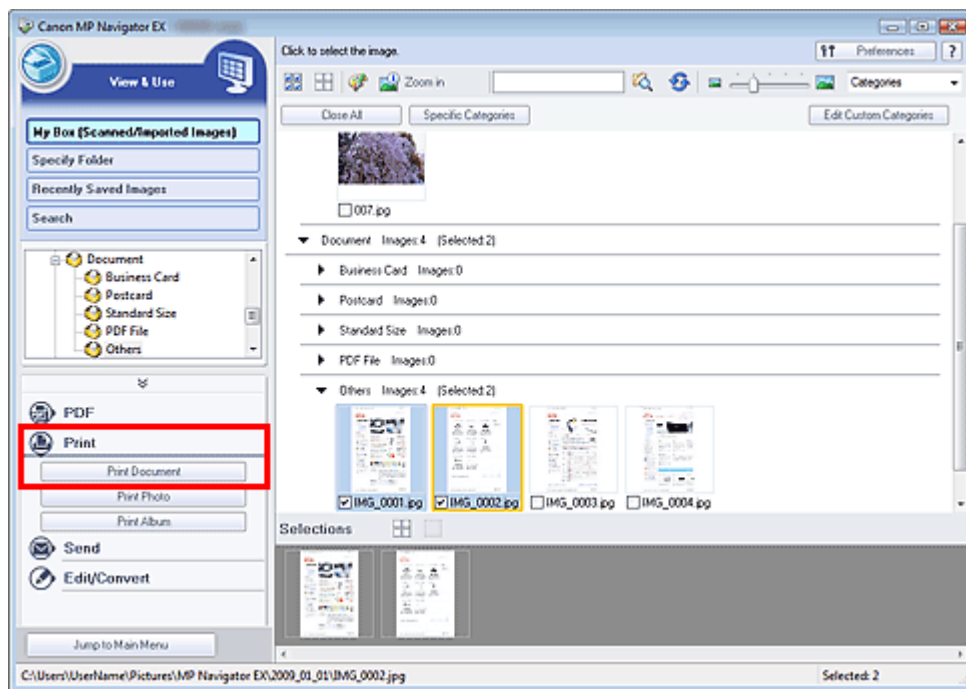 Canon MP Navigator EX
View & Use
My Box (Scanned/Imported Images)
Specify Folder
Recently Saved Images
Search
Document
Business Card
Postcard
Standard Size
PDF File
Others
PDF
Print
Print Document
Print Photo
Print Album
Send
Edit/Convert
Jump to Main Menu
Click to select the image.
Preferences
?
Zoom in
Categories
Close All
Specific Categories
Edit Custom Categories
007.jpg
Document Images:4 (Selected:2)
Business Card Images:0
Postcard Images:0
Standard Size Images:0
PDF File Images:0
Others Images:4 (Selected:2)
IMG_0001.jpg IMG_0002.jpg IMG_0003.jpg IMG_0004.jpg
Selections
C:\Users\UserName\Pictures\MP Navigator EX\2009_01_01\IMG_0002.jpg
Selected: 2